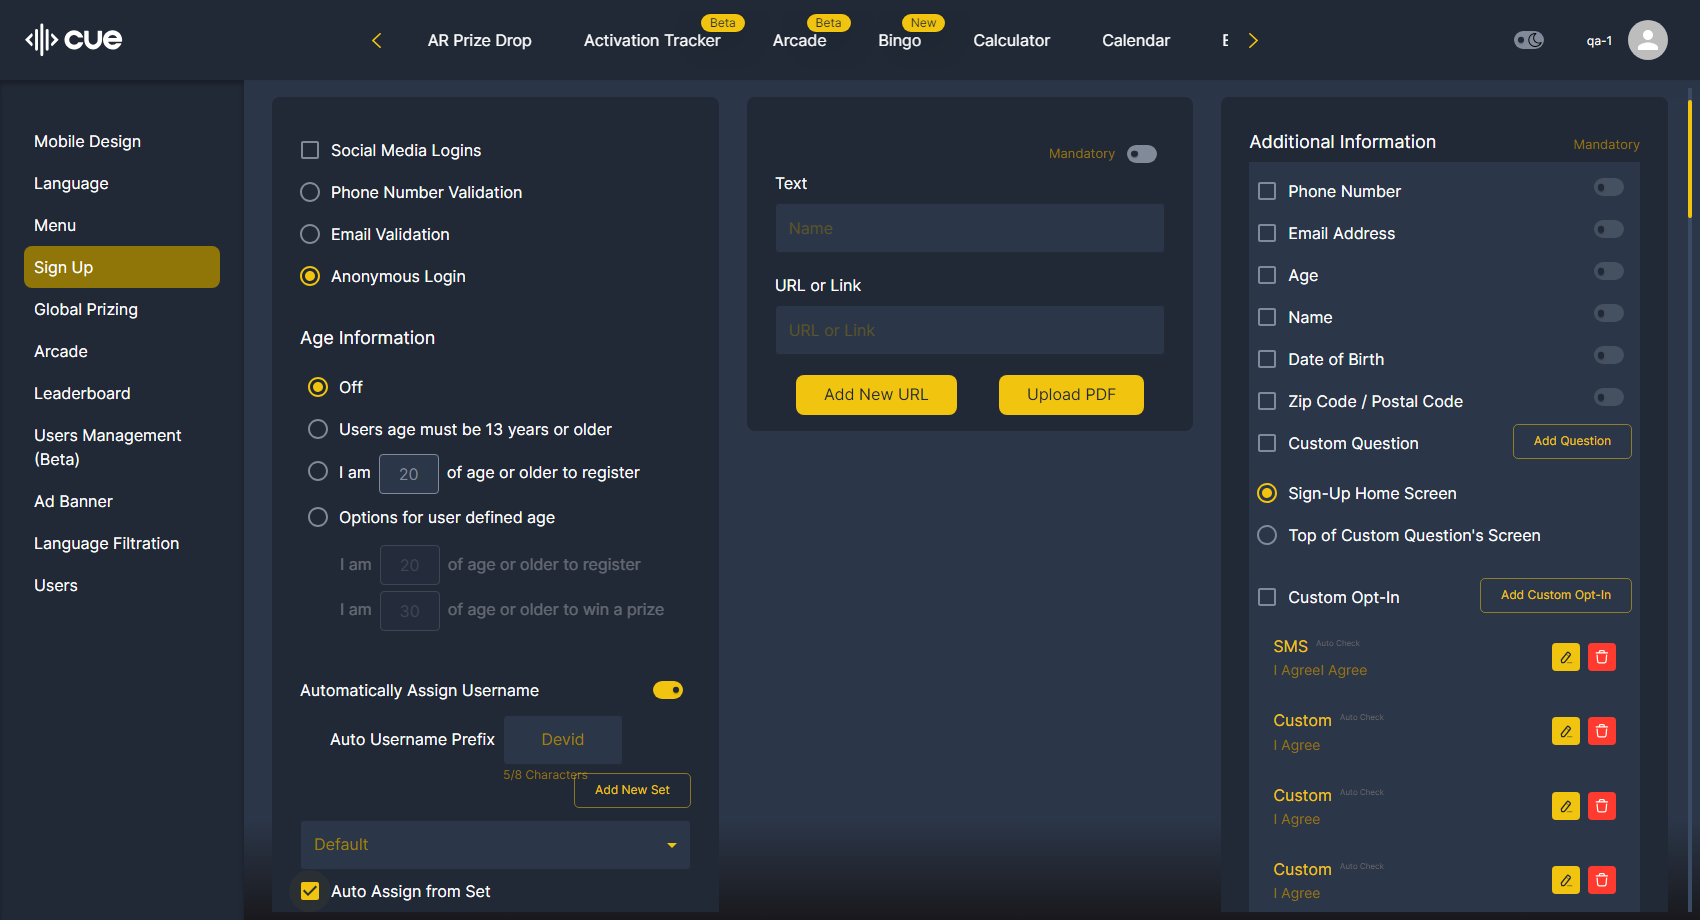 cue
AR Prize Drop
Activation Tracker
Beta
Arcade
Beta
Bingo
New
Calculator
Calendar
qa-1
Mobile Design
Language
Menu
Sign Up
Global Prizing
Arcade
Leaderboard
Users Management
(Beta)
Ad Banner
Language Filtration
Users
Social Media Logins
Phone Number Validation
Email Validation
Anonymous Login
Age Information
Off
Users age must be 13 years or older
I am 20 of age or older to register
Options for user defined age
I am 20 of age or older to register
I am 30 of age or older to win a prize
Automatically Assign Username
Auto Username Prefix Devid
5/8 Characters
Add New Set
Default
Auto Assign from Set
Mandatory
Text
Name
URL or Link
URL or Link
Add New URL Upload PDF
Additional Information Mandatory
Phone Number
Email Address
Age
Name
Date of Birth
Zip Code / Postal Code
Custom Question Add Question
Sign-Up Home Screen
Top of Custom Question's Screen
Custom Opt-In Add Custom Opt-In
SMS Auto Check
I AgreeI Agree
Custom Auto Check
I Agree
Custom Auto Check
I Agree
Custom Auto Check
I Agree